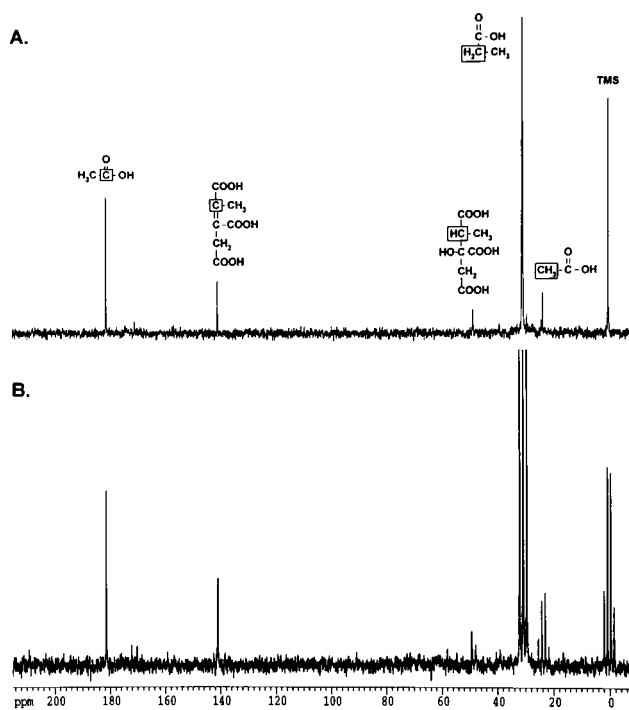 A.
O
C-OH
H2C-CH3
TMS
O
H3C-C-OH
COOH
C-CH3
C-COOH
CH2
COOH
COOH
HC-CH3
HO-C-COOH
CH2
COOH
O
CH3-C-OH
B.
ppm 200 180 160 140 120 100 80 60 40 20 0